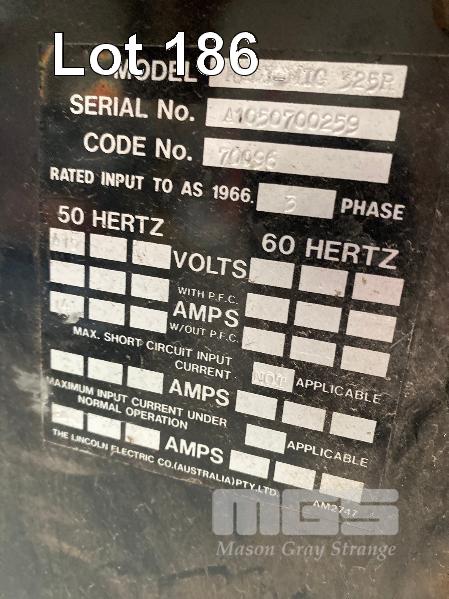 Lot 186
MODEL 325R
SERIAL No. A1050700259
CODE No. 70096
RATED INPUT TO AS 1966. 3 PHASE
50 HERTZ 60 HERTZ
VOLTS
WITH P.F.C.
AMPS
W/OUT P.F.C.
MAX. SHORT CIRCUIT INPUT
CURRENT NOT APPLICABLE
AMPS
MAXIMUM INPUT CURRENT UNDER
NORMAL OPERATION APPLICABLE
AMPS
THE LINCOLN ELECTRIC CO.(AUSTRALIA)PTY.LTD. AM2747
MGS
Mason Gray Strange